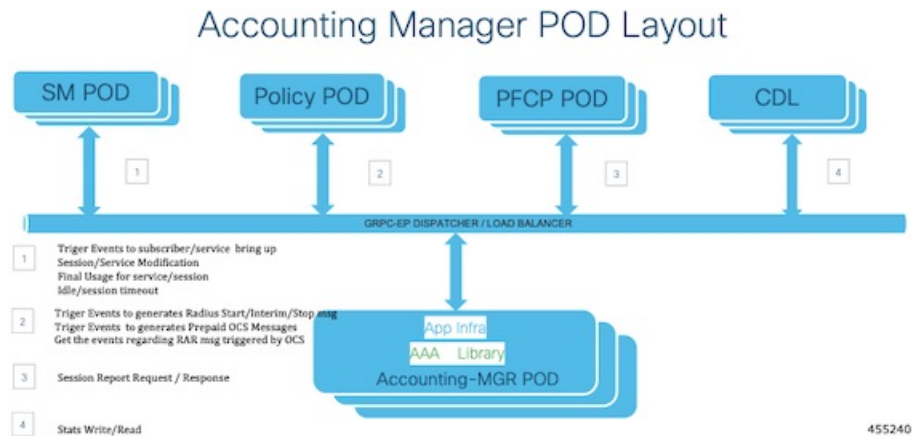 Accounting Manager POD Layout
SM POD
Policy POD
PFCP POD
CDL
1
2
3
4
GRPC-EP DISPATCHER / LOAD BALANCER
1
Triger Events to subscriber/service bring up
Session/Service Modification
Final Usage for service/session
Idle/session timeout
2
Triger Events to generates Radius Start/Interim/Stop msg
Triger Events to generates Prepaid OCS Messages
Get the events regarding RAR msg triggered by OCS
App Infra
AAA Library
Accounting-MGR POD
3
Session Report Request / Response
4
Stats Write/Read
455240